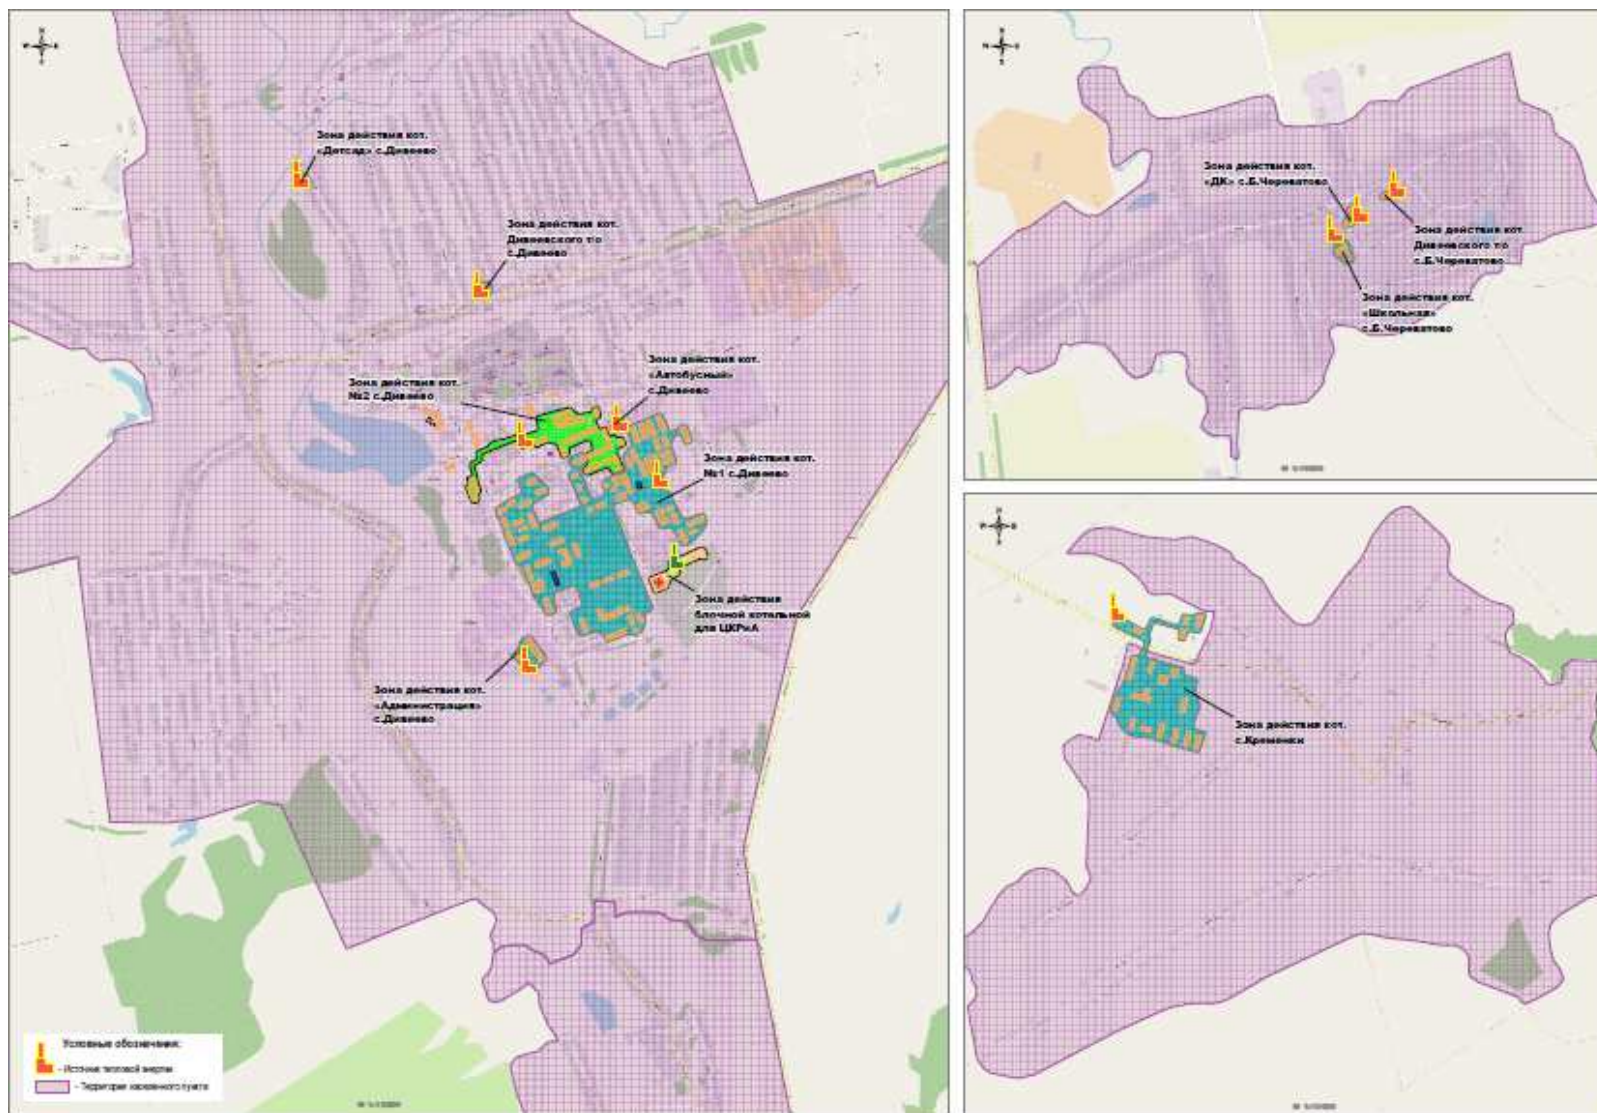 Зона действия кот.
«Детсад» с.Дивеево
Зона действия кот.
Дивеевского т/о
с.Дивеево
Зона действия кот.
«Автобусный»
с.Дивеево
Зона действия кот.
№2 с.Дивеево
Зона действия кот.
№1 с.Дивеево
Зона действия
блочной котельной
для ЦКРиА
Зона действия кот.
«Администрация»
с.Дивеево
Условные обозначения:
- Источник тепловой энергии
- Территория населенного пункта
Зона действия кот.
«ДК» с.Б.Череватово
Зона действия кот.
Дивеевского т/о
с.Б.Череватово
Зона действия кот.
«Школьная»
с.Б.Череватово
Зона действия кот.
с.Кременки